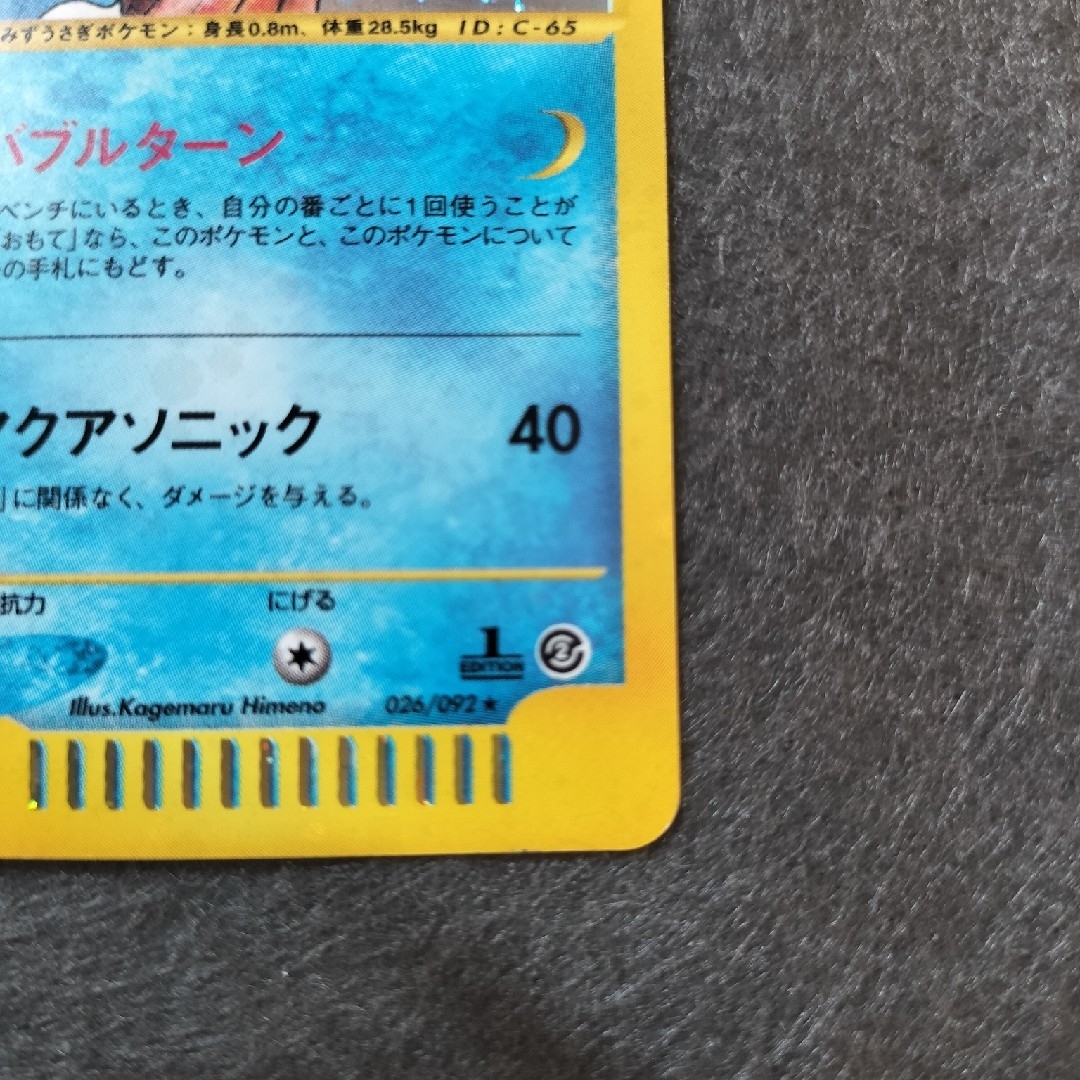 みずうさぎポケモン：身長0.8m、体重28.5kg ID：C-65
バブルターン
ベンチにいるとき、自分の番ごとに1回使うことが
おもて」なら、このポケモンと、このポケモンについて
の手札にもどす。
アクアソニック 40
」に関係なく、ダメージを与える。
抗力 にげる
1
EDITION
2
Illus.Kagemaru Himeno 026/092 ★